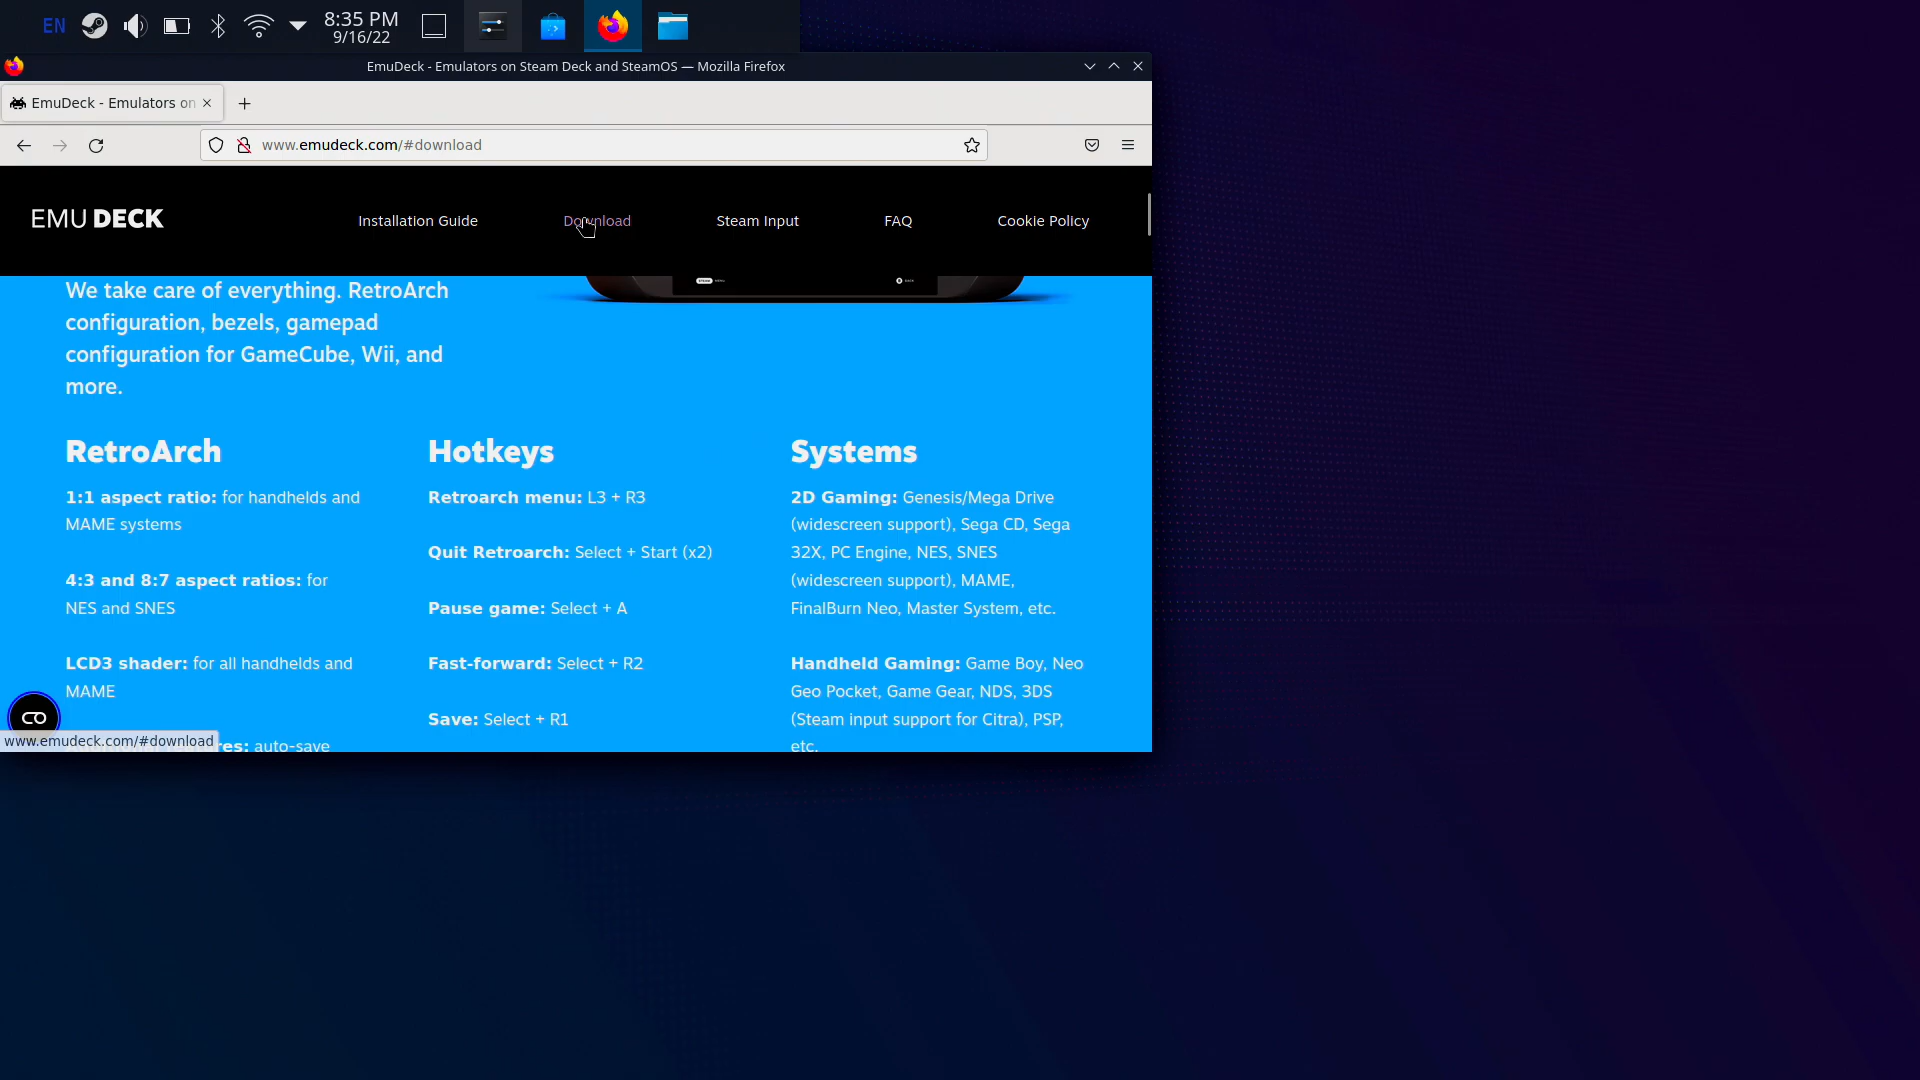 EN
8:35 PM
9/16/22
EmuDeck - Emulators on Steam Deck and SteamOS — Mozilla Firefox
EmuDeck - Emulators on
www.emudeck.com/#download
EMU DECK
Installation Guide
Download
Steam Input
FAQ
Cookie Policy
We take care of everything. RetroArch
configuration, bezels, gamepad
configuration for GameCube, Wii, and
more.
RetroArch
1:1 aspect ratio: for handhelds and
MAME systems
4:3 and 8:7 aspect ratios: for
NES and SNES
LCD3 shader: for all handhelds and
MAME
res: auto-save
Hotkeys
Retroarch menu: L3 + R3
Quit Retroarch: Select + Start (x2)
Pause game: Select + A
Fast-forward: Select + R2
Save: Select + R1
Systems
2D Gaming: Genesis/Mega Drive
(widescreen support), Sega CD, Sega
32X, PC Engine, NES, SNES
(widescreen support), MAME,
FinalBurn Neo, Master System, etc.
Handheld Gaming: Game Boy, Neo
Geo Pocket, Game Gear, NDS, 3DS
(Steam input support for Citra), PSP,
etc.
www.emudeck.com/#download